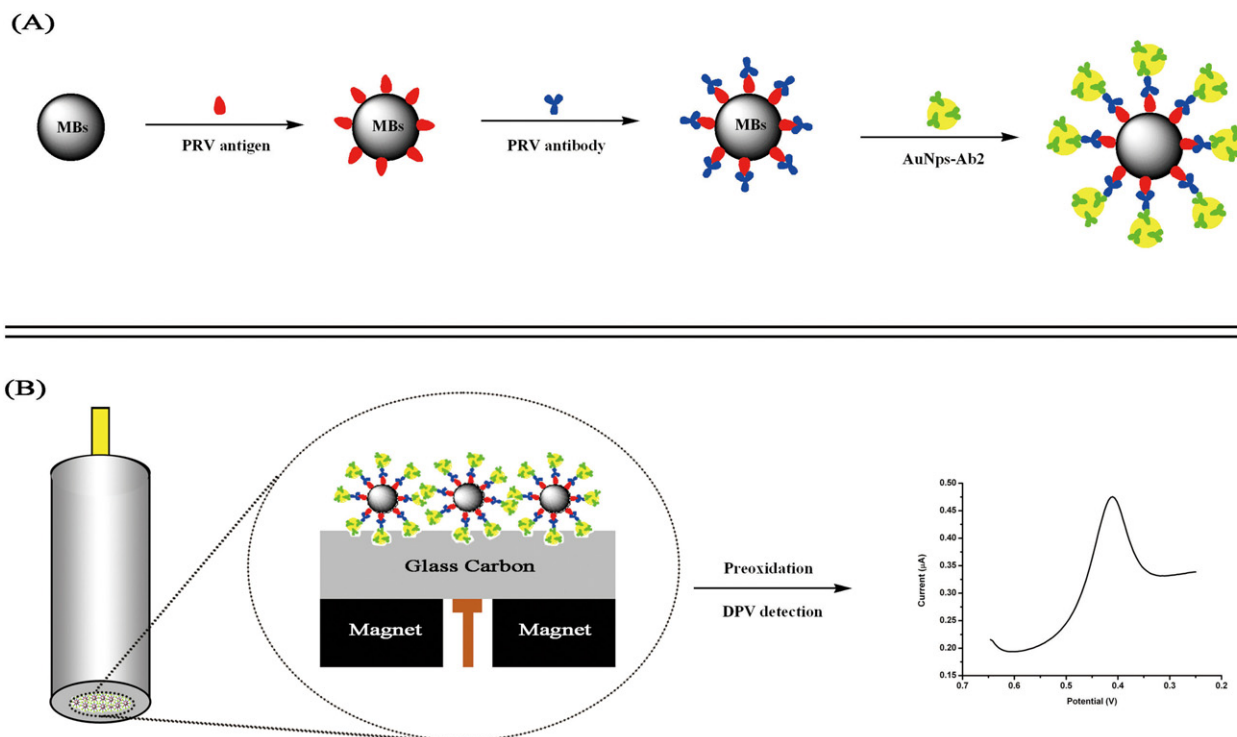 (A)
MBs
PRV antigen
MBs
PRV antibody
MBs
AuNps-Ab2
(B)
Glass Carbon
Magnet
Magnet
Preoxidation
DPV detection
Current (μA)
0.50
0.45
0.40
0.35
0.30
0.25
0.20
0.15
0.7 0.6 0.5 0.4 0.3 0.2
Potential (V)